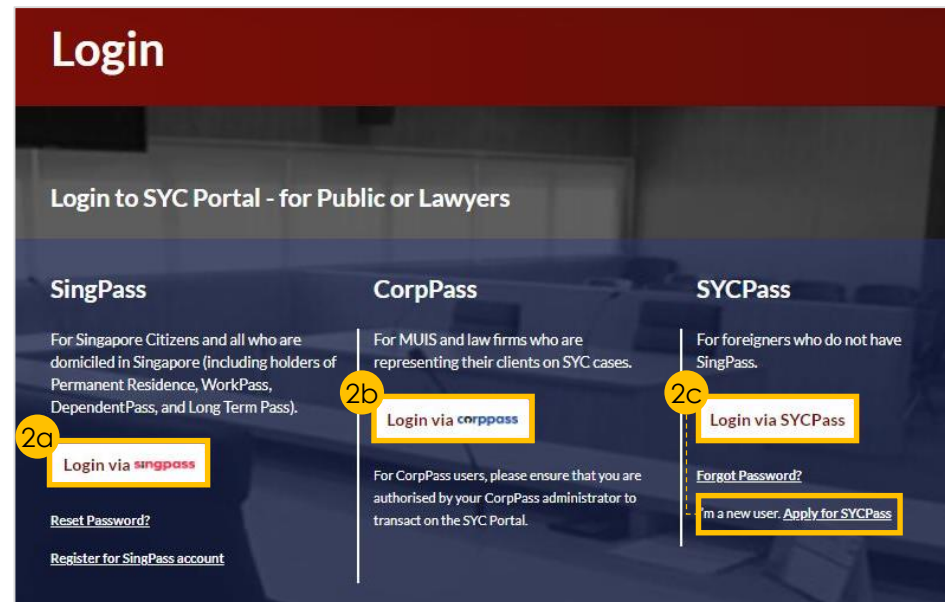 Login
Login to SYC Portal - for Public or Lawyers
SingPass
For Singapore Citizens and all who are
domiciled in Singapore (including holders of
Permanent Residence, WorkPass,
DependentPass, and Long Term Pass).
2a
Login via singpass
Reset Password?
Register for SingPass account
CorpPass
For MUIS and law firms who are
representing their clients on SYC cases.
2b
Login via corppass
For CorpPass users, please ensure that you are
authorised by your CorpPass administrator to
transact on the SYC Portal.
SYCPass
For foreigners who do not have
SingPass.
2c
Login via SYCPass
Forgot Password?
I'm a new user. Apply for SYCPass